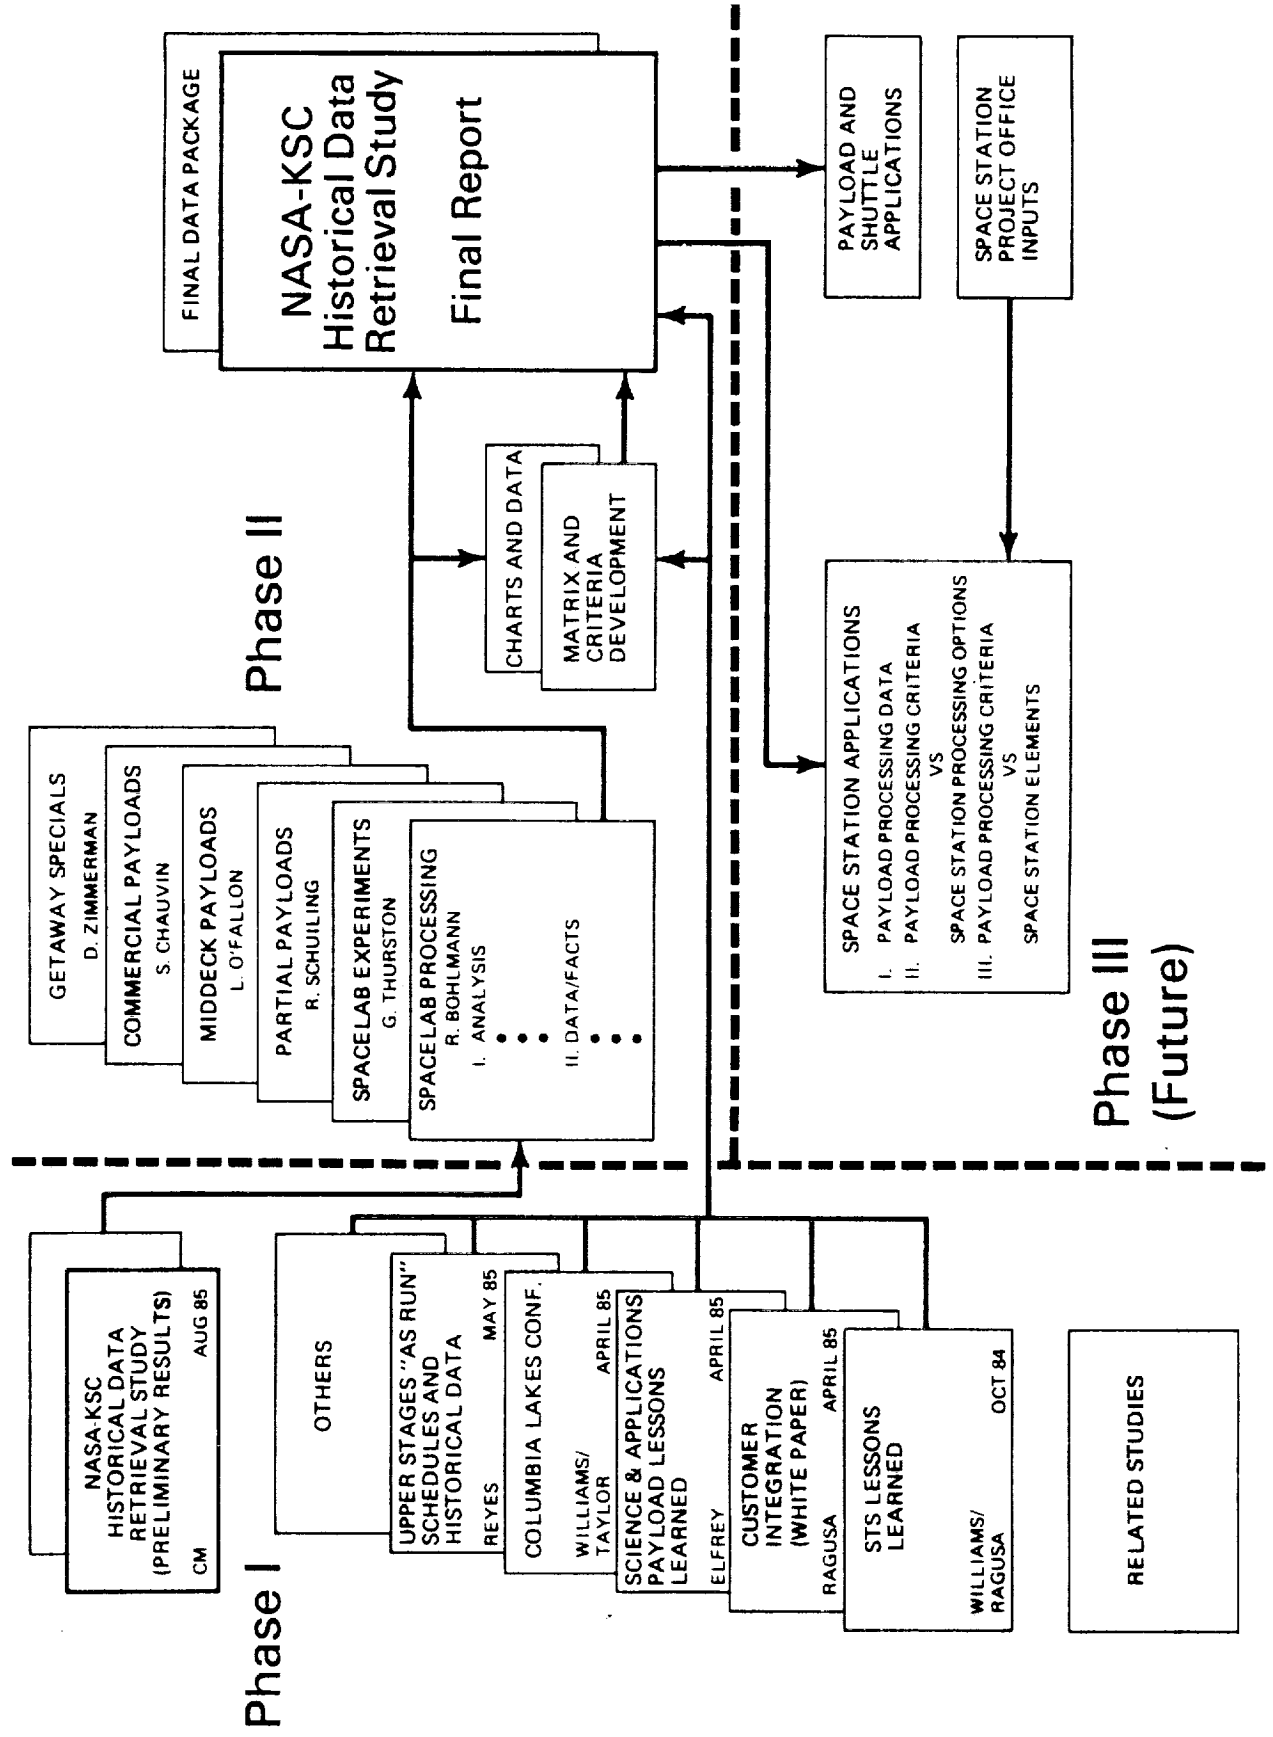 Phase I
NASA-KSC
HISTORICAL DATA
RETRIEVAL STUDY
(PRELIMINARY RESULTS)
CM AUG 85
OTHERS
UPPER STAGES "AS RUN"
SCHEDULES AND
HISTORICAL DATA
REYES MAY 85
COLUMBIA LAKES CONF.
WILLIAMS/
TAYLOR APRIL 85
SCIENCE & APPLICATIONS
PAYLOAD LESSONS
LEARNED
ELFREY APRIL 85
CUSTOMER
INTEGRATION
(WHITE PAPER)
RAGUSA APRIL 85
STS LESSONS
LEARNED
WILLIAMS/
RAGUSA OCT 84
RELATED STUDIES
Phase II
GETAWAY SPECIALS
D. ZIMMERMAN
COMMERCIAL PAYLOADS
S. CHAUVIN
MIDDECK PAYLOADS
L. O'FALLON
PARTIAL PAYLOADS
R. SCHUILING
SPACELAB EXPERIMENTS
G. THURSTON
SPACELAB PROCESSING
R. BOHLMANN
I. ANALYSIS
•
•
•
II. DATA/FACTS
•
•
•
CHARTS AND DATA
MATRIX AND
CRITERIA
DEVELOPMENT
FINAL DATA PACKAGE
NASA-KSC
Historical Data
Retrieval Study
Final Report
Phase III
(Future)
SPACE STATION APPLICATIONS
I. PAYLOAD PROCESSING DATA
II. PAYLOAD PROCESSING CRITERIA
VS
SPACE STATION PROCESSING OPTIONS
III. PAYLOAD PROCESSING CRITERIA
VS
SPACE STATION ELEMENTS
PAYLOAD AND
SHUTTLE
APPLICATIONS
SPACE STATION
PROJECT OFFICE
INPUTS